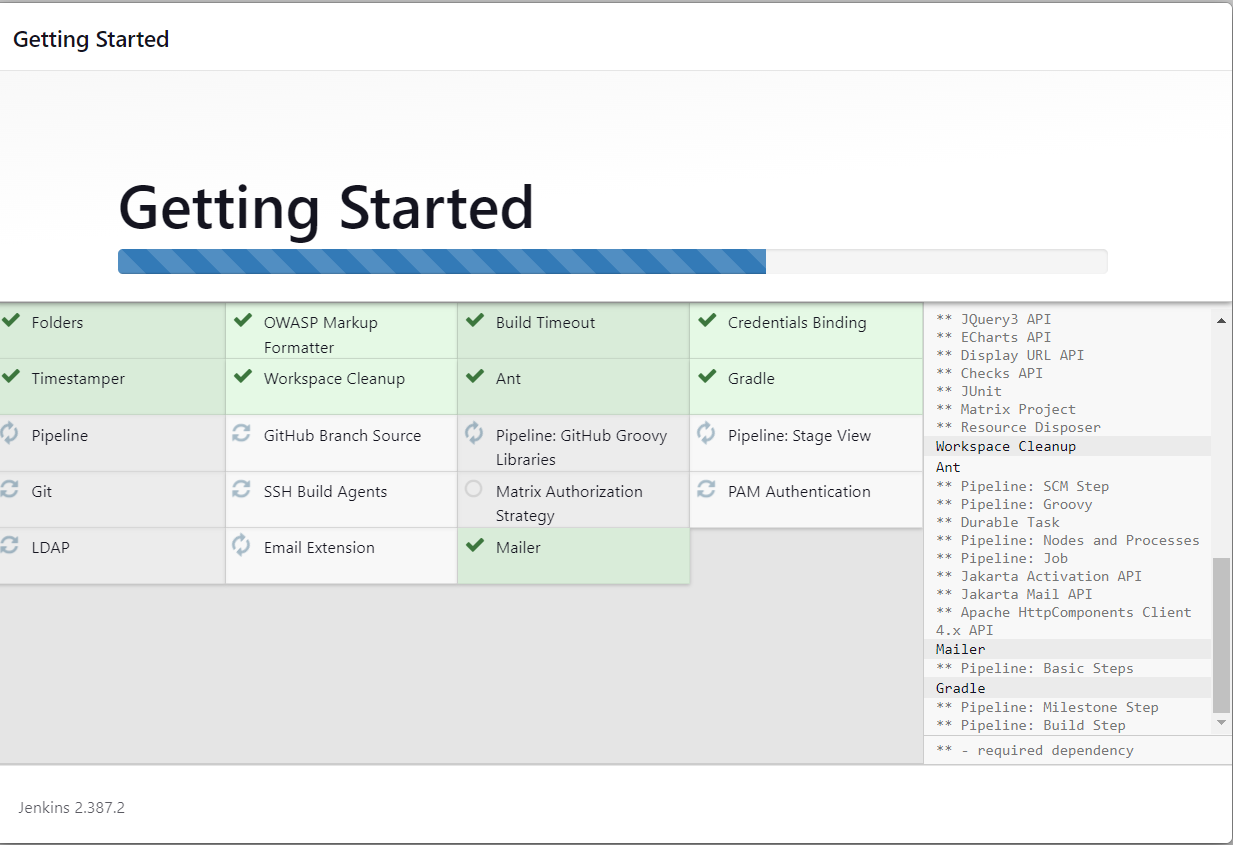 Getting Started
Getting Started
Folders
OWASP Markup
Formatter
Build Timeout
Credentials Binding
Timestamper
Workspace Cleanup
Ant
Gradle
Pipeline
GitHub Branch Source
Pipeline: GitHub Groovy
Libraries
Pipeline: Stage View
Git
SSH Build Agents
Matrix Authorization
Strategy
PAM Authentication
LDAP
Email Extension
Mailer
** JQuery3 API
** ECharts API
** Display URL API
** Checks API
** JUnit
** Matrix Project
** Resource Disposer
Workspace Cleanup
Ant
** Pipeline: SCM Step
** Pipeline: Groovy
** Durable Task
** Pipeline: Nodes and Processes
** Pipeline: Job
** Jakarta Activation API
** Jakarta Mail API
** Apache HttpComponents Client
4.x API
Mailer
** Pipeline: Basic Steps
Gradle
** Pipeline: Milestone Step
** Pipeline: Build Step
** - required dependency
Jenkins 2.387.2